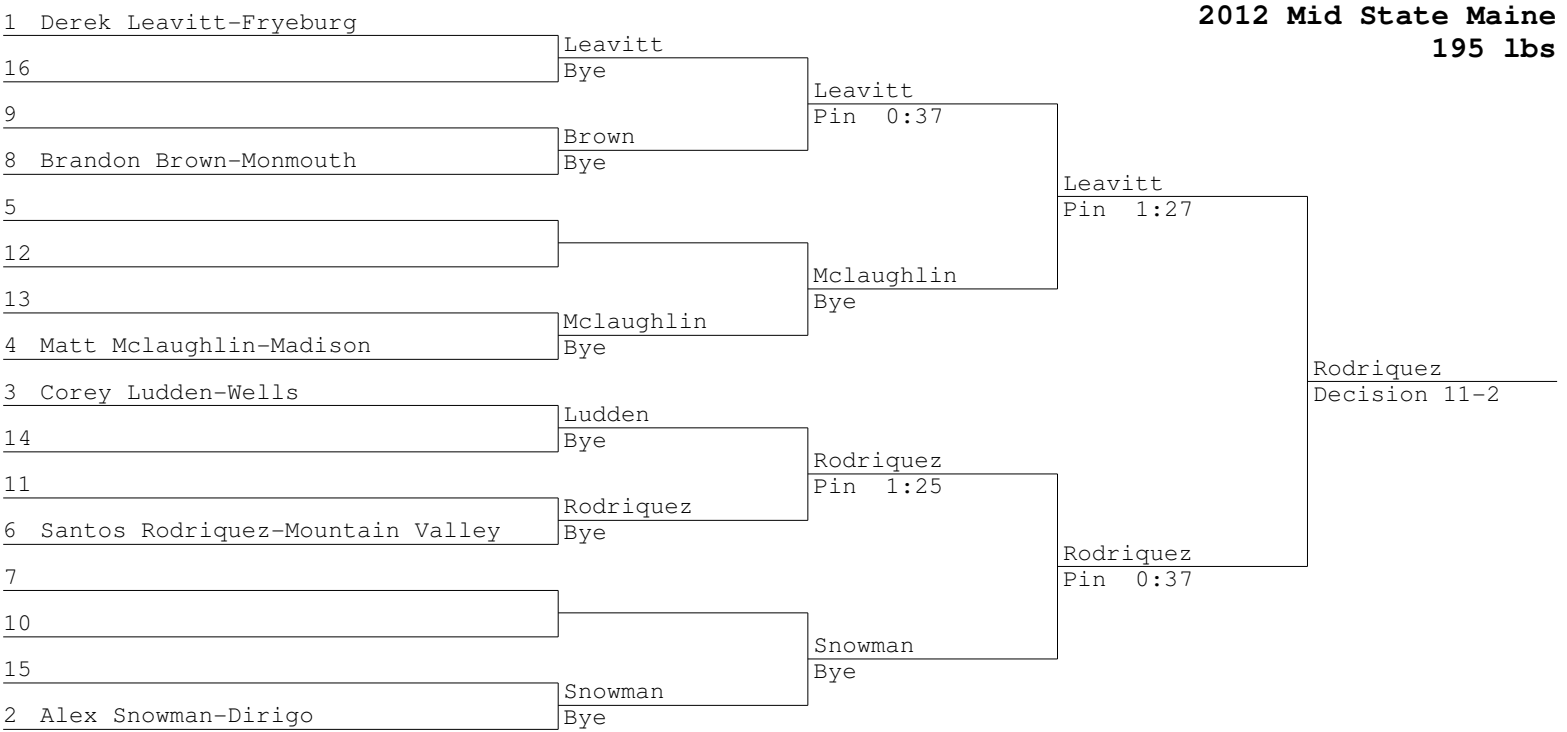 2012 Mid State Maine
195 lbs
1 Derek Leavitt-Fryeburg
16
9
8 Brandon Brown-Monmouth
5
12
13
4 Matt Mclaughlin-Madison
3 Corey Ludden-Wells
14
11
6 Santos Rodriquez-Mountain Valley
7
10
15
2 Alex Snowman-Dirigo
Leavitt
Bye
Brown
Bye
Mclaughlin
Bye
Ludden
Bye
Rodriquez
Bye
Snowman
Bye
Leavitt
Pin 0:37
Mclaughlin
Bye
Rodriquez
Pin 1:25
Snowman
Bye
Leavitt
Pin 1:27
Rodriquez
Pin 0:37
Rodriquez
Decision 11-2